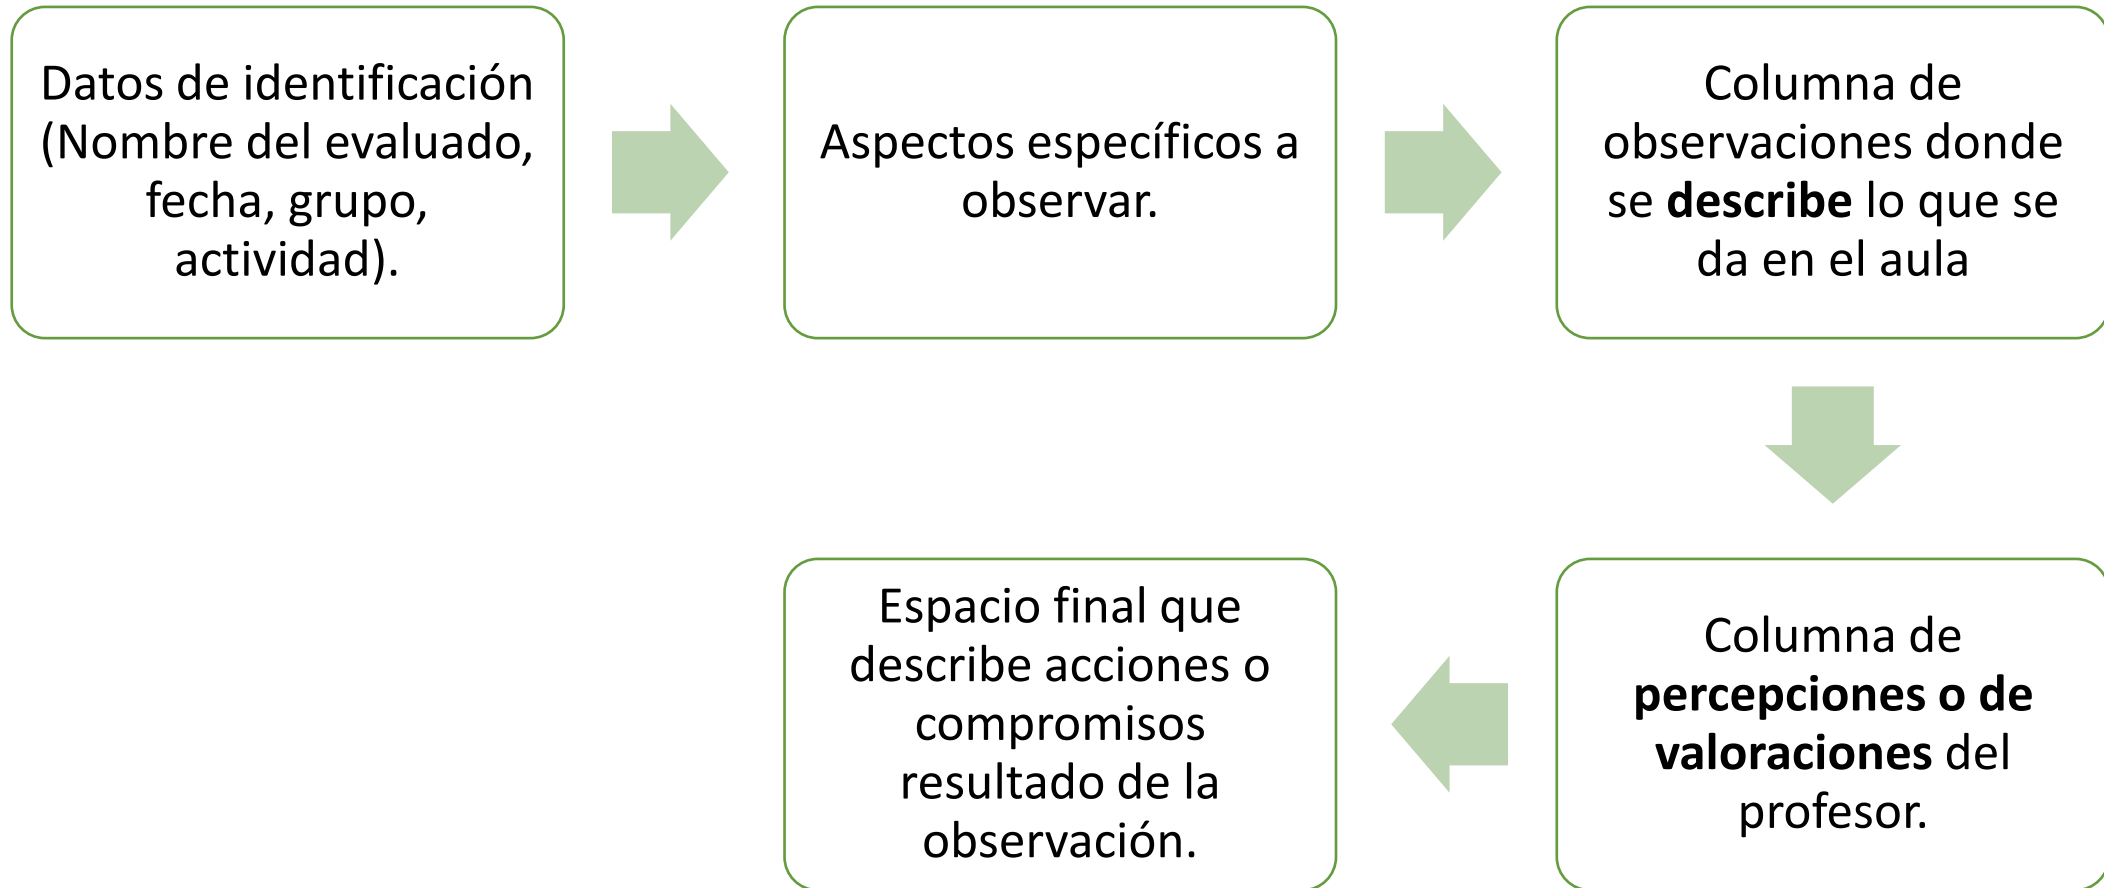 Datos de identificación
(Nombre del evaluado,
fecha, grupo,
actividad).
Aspectos específicos a
observar.
Columna de
observaciones donde
se describe lo que se
da en el aula
Columna de
percepciones o de
valoraciones del
profesor.
Espacio final que
describe acciones o
compromisos
resultado de la
observación.